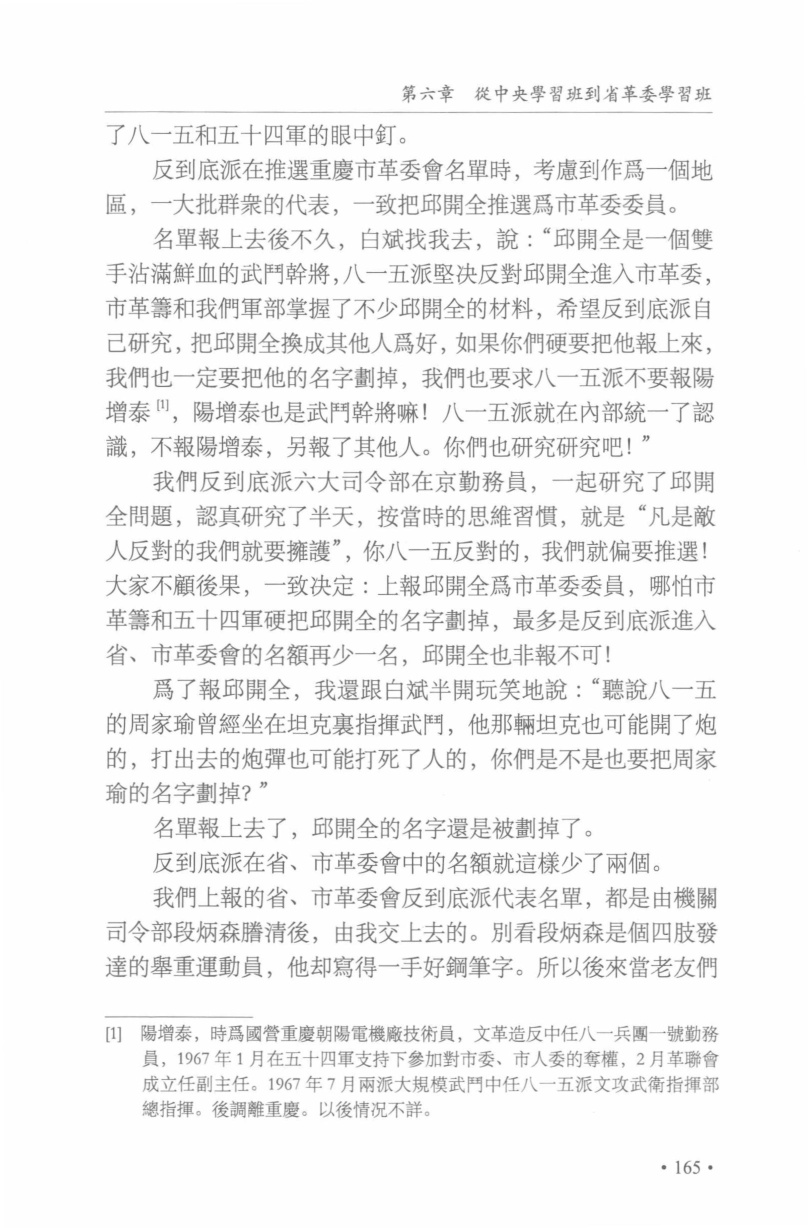 第六章　從中央學習班到省革委學習班
了八一五和五十四軍的眼中釘。
反到底派在推選重慶市革委會名單時，考慮到作爲一個地
區，一大批群衆的代表，一致把邱開全推選爲市革委委員。
名單報上去後不久，白斌找我去，說：“邱開全是一個雙
手沾滿鮮血的武鬥幹將，八一五派堅决反對邱開全進入市革委，
市革籌和我們軍部掌握了不少邱開全的材料，希望反到底派自
己研究，把邱開全換成其他人爲好，如果你們硬要把他報上來，
我們也一定要把他的名字劃掉，我們也要求八一五派不要報陽
增泰[1]，陽增泰也是武鬥幹將嘛！八一五派就在內部統一了認
識，不報陽增泰，另報了其他人。你們也研究研究吧！”
我們反到底派六大司令部在京勤務員，一起研究了邱開
全問題，認真研究了半天，按當時的思維習慣，就是“凡是敵
人反對的我們就要擁護”，你八一五反對的，我們就偏要推選！
大家不顧後果，一致决定：上報邱開全爲市革委委員，哪怕市
革籌和五十四軍硬把邱開全的名字劃掉，最多是反到底派進入
省、市革委會的名額再少一名，邱開全也非報不可！
爲了報邱開全，我還跟白斌半開玩笑地說：“聽說八一五
的周家瑜曾經坐在坦克裏指揮武鬥，他那輛坦克也可能開了炮
的，打出去的炮彈也可能打死了人的，你們是不是也要把周家
瑜的名字劃掉？”
名單報上去了，邱開全的名字還是被劃掉了。
反到底派在省、市革委會中的名額就這樣少了兩個。
我們上報的省、市革委會反到底派代表名單，都是由機關
司令部段炳森謄清後，由我交上去的。別看段炳森是個四肢發
達的舉重運動員，他却寫得一手好鋼筆字。所以後來當老友們
[1]　陽增泰，時爲國營重慶朝陽電機廠技術員，文革造反中任八一兵團一號勤務
員，1967 年 1 月在五十四軍支持下參加對市委、市人委的奪權，2 月革聯會
成立任副主任。1967 年 7 月兩派大規模武鬥中任八一五派文攻武衛指揮部
總指揮。後調離重慶。以後情况不詳。
• 165 •